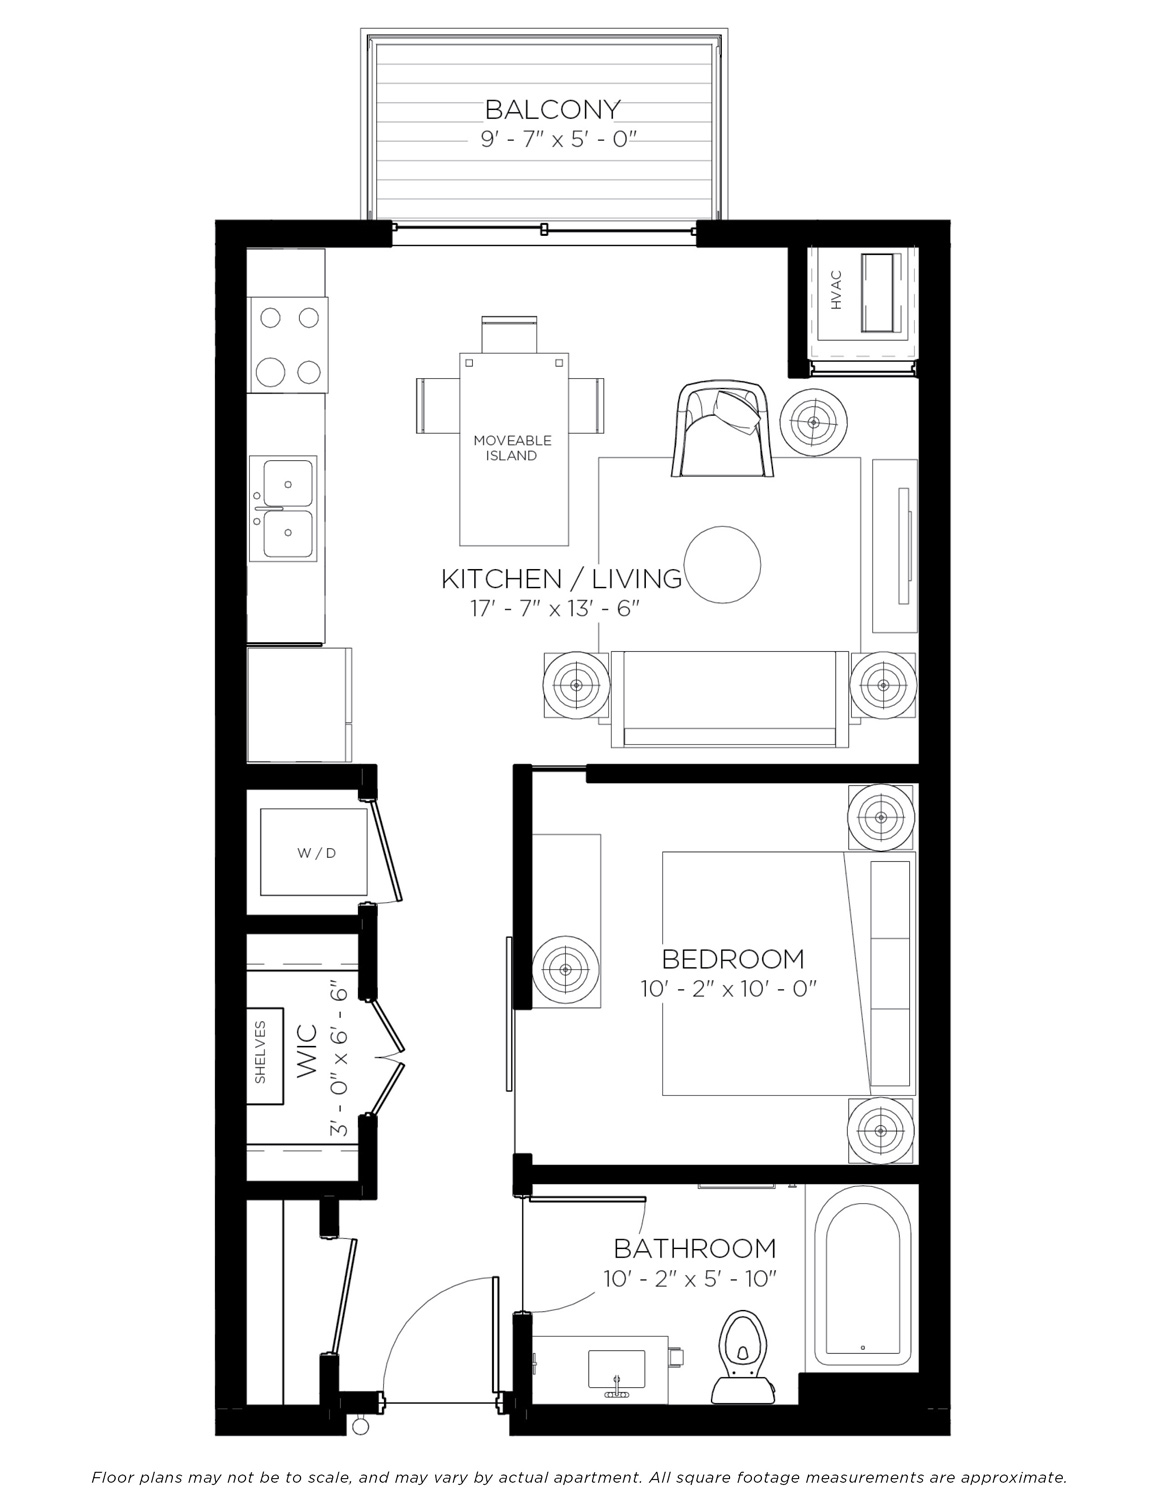 BALCONY
9' - 7" x 5' - 0"
HVAC
MOVEABLE
ISLAND
KITCHEN / LIVING
17' - 7" x 13' - 6"
W / D
BEDROOM
10' - 2" x 10' - 0"
SHELVES
WIC
3' - 0" x 6' - 6"
BATHROOM
10' - 2" x 5' - 10"
Floor plans may not be to scale, and may vary by actual apartment. All square footage measurements are approximate.